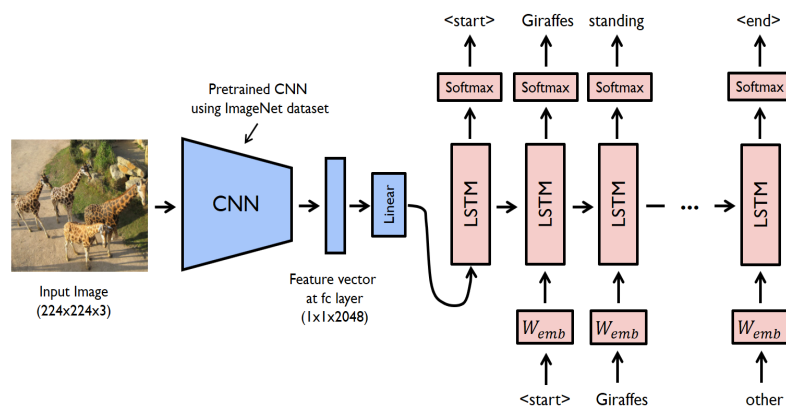 <start>
Giraffes
standing
<end>
Softmax
Softmax
Softmax
Softmax
Pretrained CNN
using ImageNet dataset
CNN
Linear
LSTM
LSTM
LSTM
...
LSTM
Input Image
(224x224x3)
Feature vector
at fc layer
(1x1x2048)
W_emb
W_emb
W_emb
<start>
Giraffes
other